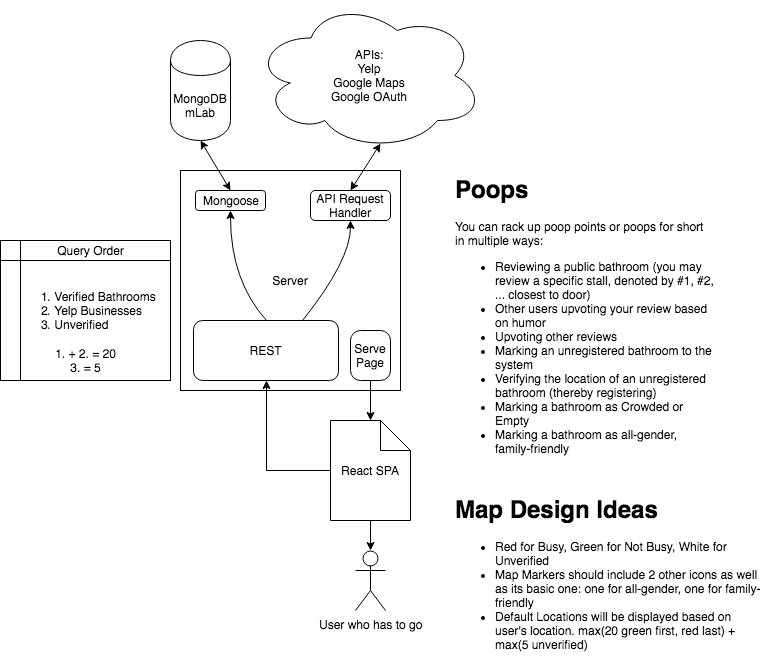 APIs:
Yelp
Google Maps
Google OAuth
MongoDB
mLab
Mongoose
API Request
Handler
Server
REST
Serve
Page
Query Order
1. Verified Bathrooms
2. Yelp Businesses
3. Unverified
1. + 2. = 20
3. = 5
React SPA
User who has to go
Poops
You can rack up poop points or poops for short
in multiple ways:
• Reviewing a public bathroom (you may
review a specific stall, denoted by #1, #2,
... closest to door)
• Other users upvoting your review based
on humor
• Upvoting other reviews
• Marking an unregistered bathroom to the
system
• Verifying the location of an unregistered
bathroom (thereby registering)
• Marking a bathroom as Crowded or
Empty
• Marking a bathroom as all-gender,
family-friendly
Map Design Ideas
• Red for Busy, Green for Not Busy, White for
Unverified
• Map Markers should include 2 other icons as well
as its basic one: one for all-gender, one for family-
friendly
• Default Locations will be displayed based on
user's location. max(20 green first, red last) +
max(5 unverified)